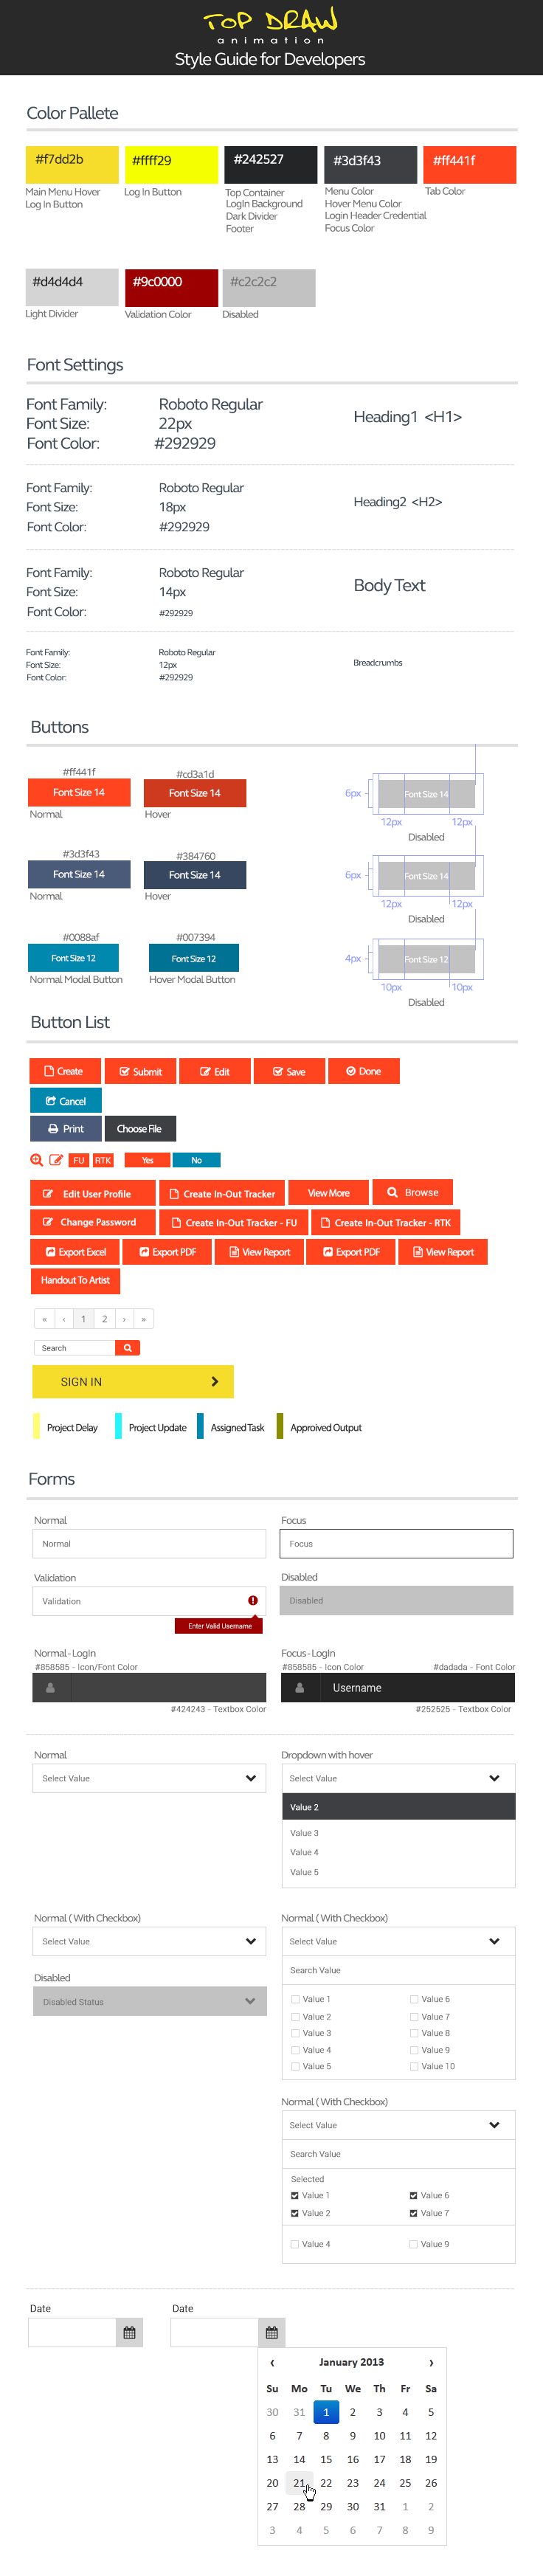 TOP DRAW
animation
Style Guide for Developers
Color Pallete
#f7dd2b
#ffff29
#242527
#3d3f43
#ff441f
Main Menu Hover
Log In Button
Log In Button
Top Container
LogIn Background
Dark Divider
Footer
Menu Color
Hover Menu Color
Login Header Credential
Focus Color
Tab Color
#d4d4d4
#9c0000
#c2c2c2
Light Divider
Validation Color
Disabled
Font Settings
Font Family: Roboto Regular
Font Size: 22px
Font Color: #292929
Heading1 <H1>
Font Family: Roboto Regular
Font Size: 18px
Font Color: #292929
Heading2 <H2>
Font Family: Roboto Regular
Font Size: 14px
Font Color: #292929
Body Text
Font Family: Roboto Regular
Font Size: 12px
Font Color: #292929
Breadcrumbs
Buttons
#ff441f
#cd3a1d
Font Size 14
Font Size 14
Normal
Hover
6px
Font Size 14
12px
12px
Disabled
#3d3f43
#384760
Font Size 14
Font Size 14
Normal
Hover
6px
Font Size 14
12px
12px
Disabled
#0088af
#007394
Font Size 12
Font Size 12
Normal Modal Button
Hover Modal Button
4px
Font Size 12
10px
10px
Disabled
Button List
Create
Submit
Edit
Save
Done
Cancel
Print
Choose File
FU
RTK
Yes
No
Edit User Profile
Create In-Out Tracker
View More
Browse
Change Password
Create In-Out Tracker - FU
Create In-Out Tracker - RTK
Export Excel
Export PDF
View Report
Export PDF
View Report
Handout To Artist
« ‹ 1 2 › »
Search
SIGN IN
Project Delay
Project Update
Assigned Task
Approived Output
Forms
Normal
Focus
Normal
Focus
Validation
Disabled
Validation
Disabled
Enter Valid Username
Normal - LogIn
Focus - LogIn
#858585 - Icon/Font Color
#858585 - Icon Color
#dadada - Font Color
Username
#424243 - Textbox Color
#252525 - Textbox Color
Normal
Dropdown with hover
Select Value
Select Value
Value 2
Value 3
Value 4
Value 5
Normal ( With Checkbox)
Normal ( With Checkbox)
Select Value
Select Value
Search Value
Disabled
Disabled Status
Value 1 Value 6
Value 2 Value 7
Value 3 Value 8
Value 4 Value 9
Value 5 Value 10
Normal ( With Checkbox)
Select Value
Search Value
Selected
Value 1 Value 6
Value 2 Value 7
Value 4 Value 9
Date
Date
‹ January 2013 ›
Su Mo Tu We Th Fr Sa
30 31 1 2 3 4 5
6 7 8 9 10 11 12
13 14 15 16 17 18 19
20 21 22 23 24 25 26
27 28 29 30 31 1 2
3 4 5 6 7 8 9